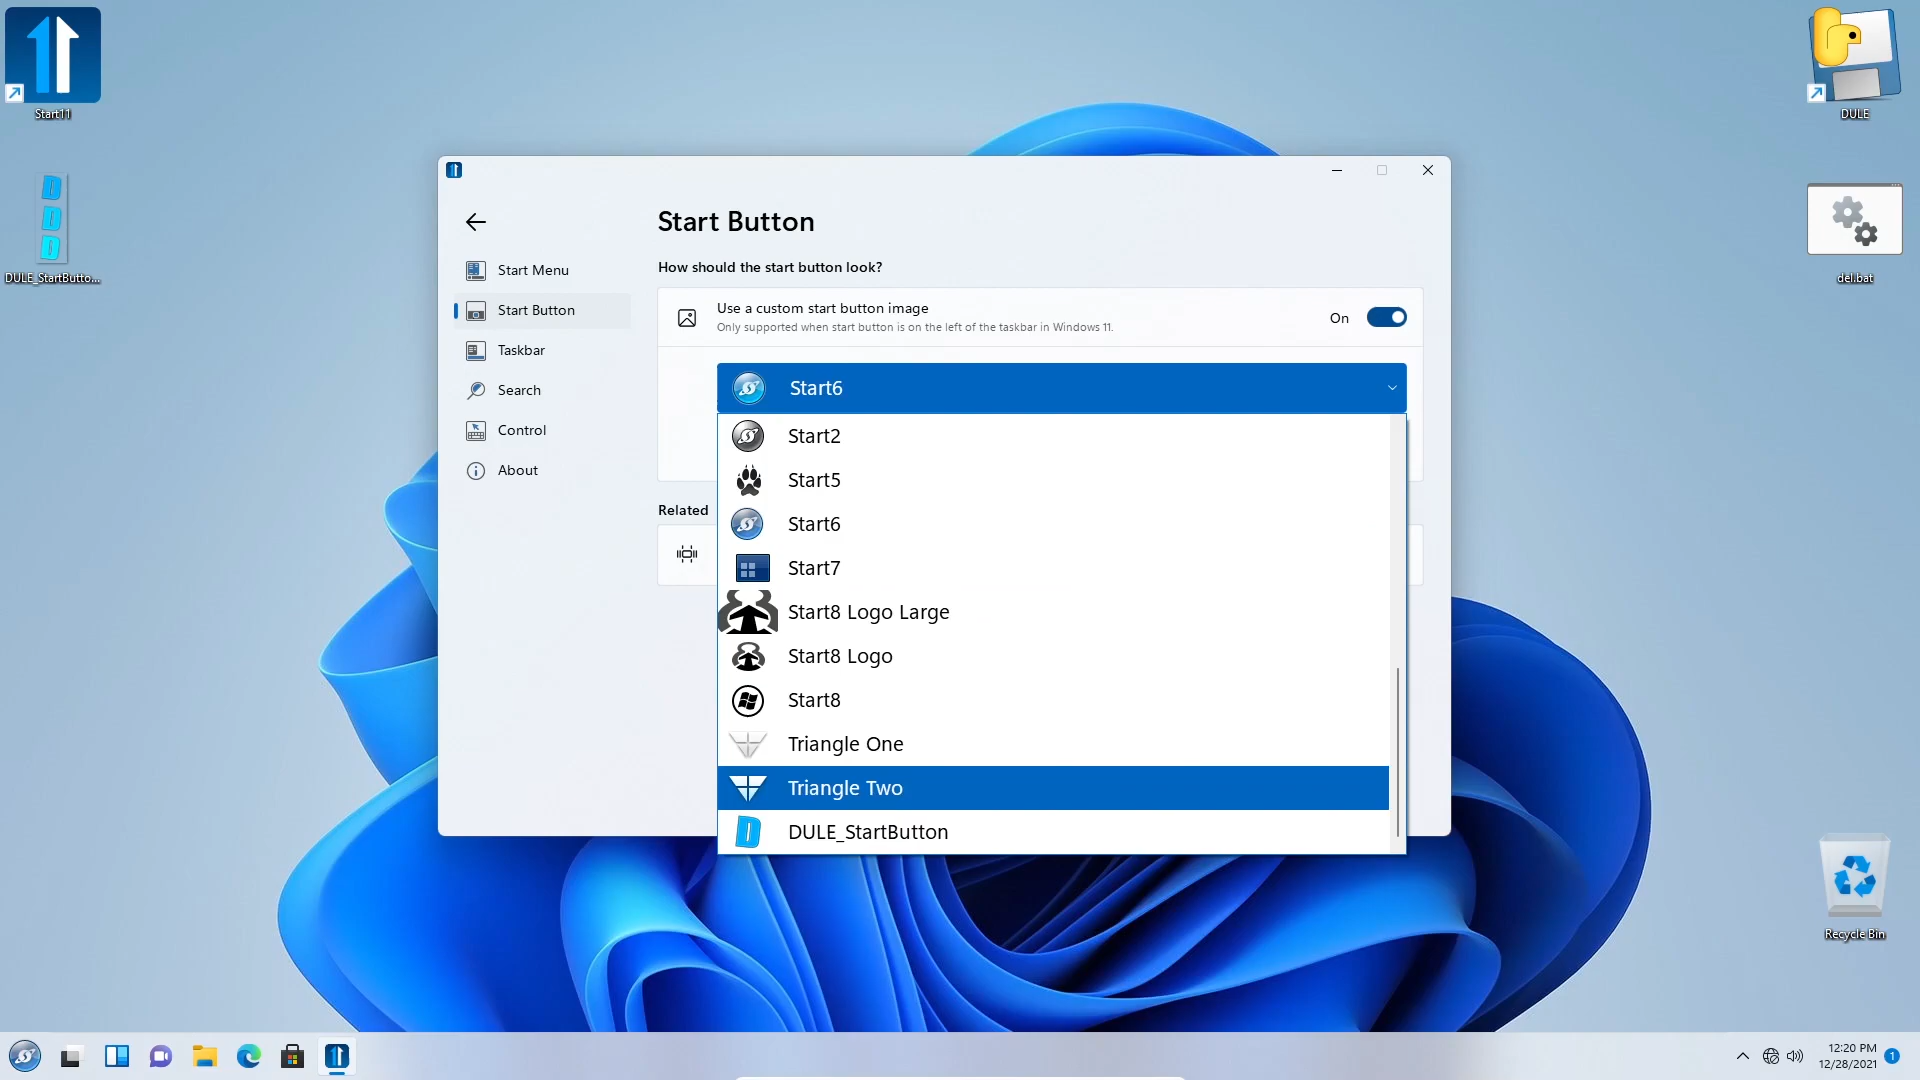 Start11
DULE
DULE_StartButto...
del.bat
Start Button
How should the start button look?
Start Menu
Start Button
Taskbar
Search
Control
About
Use a custom start button image
Only supported when start button is on the left of the taskbar in Windows 11.
On
Start6
Start2
Start5
Start6
Start7
Start8 Logo Large
Start8 Logo
Start8
Triangle One
Triangle Two
DULE_StartButton
Related
Recycle Bin
12:20 PM
12/28/2021
1